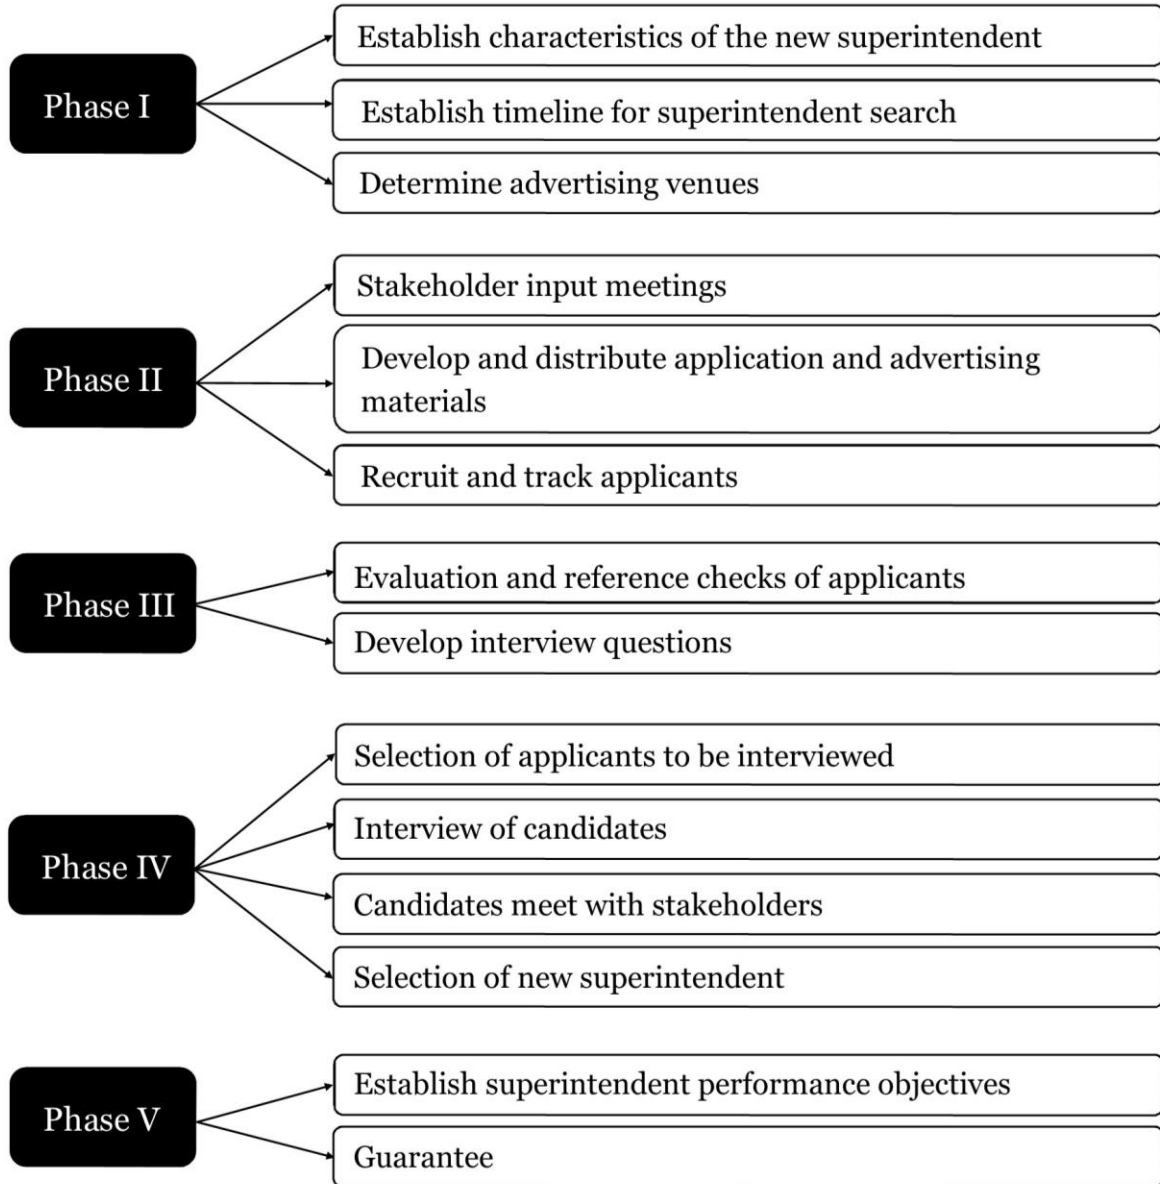 Phase I
Establish characteristics of the new superintendent
Establish timeline for superintendent search
Determine advertising venues
Phase II
Stakeholder input meetings
Develop and distribute application and advertising
materials
Recruit and track applicants
Phase III
Evaluation and reference checks of applicants
Develop interview questions
Phase IV
Selection of applicants to be interviewed
Interview of candidates
Candidates meet with stakeholders
Selection of new superintendent
Phase V
Establish superintendent performance objectives
Guarantee